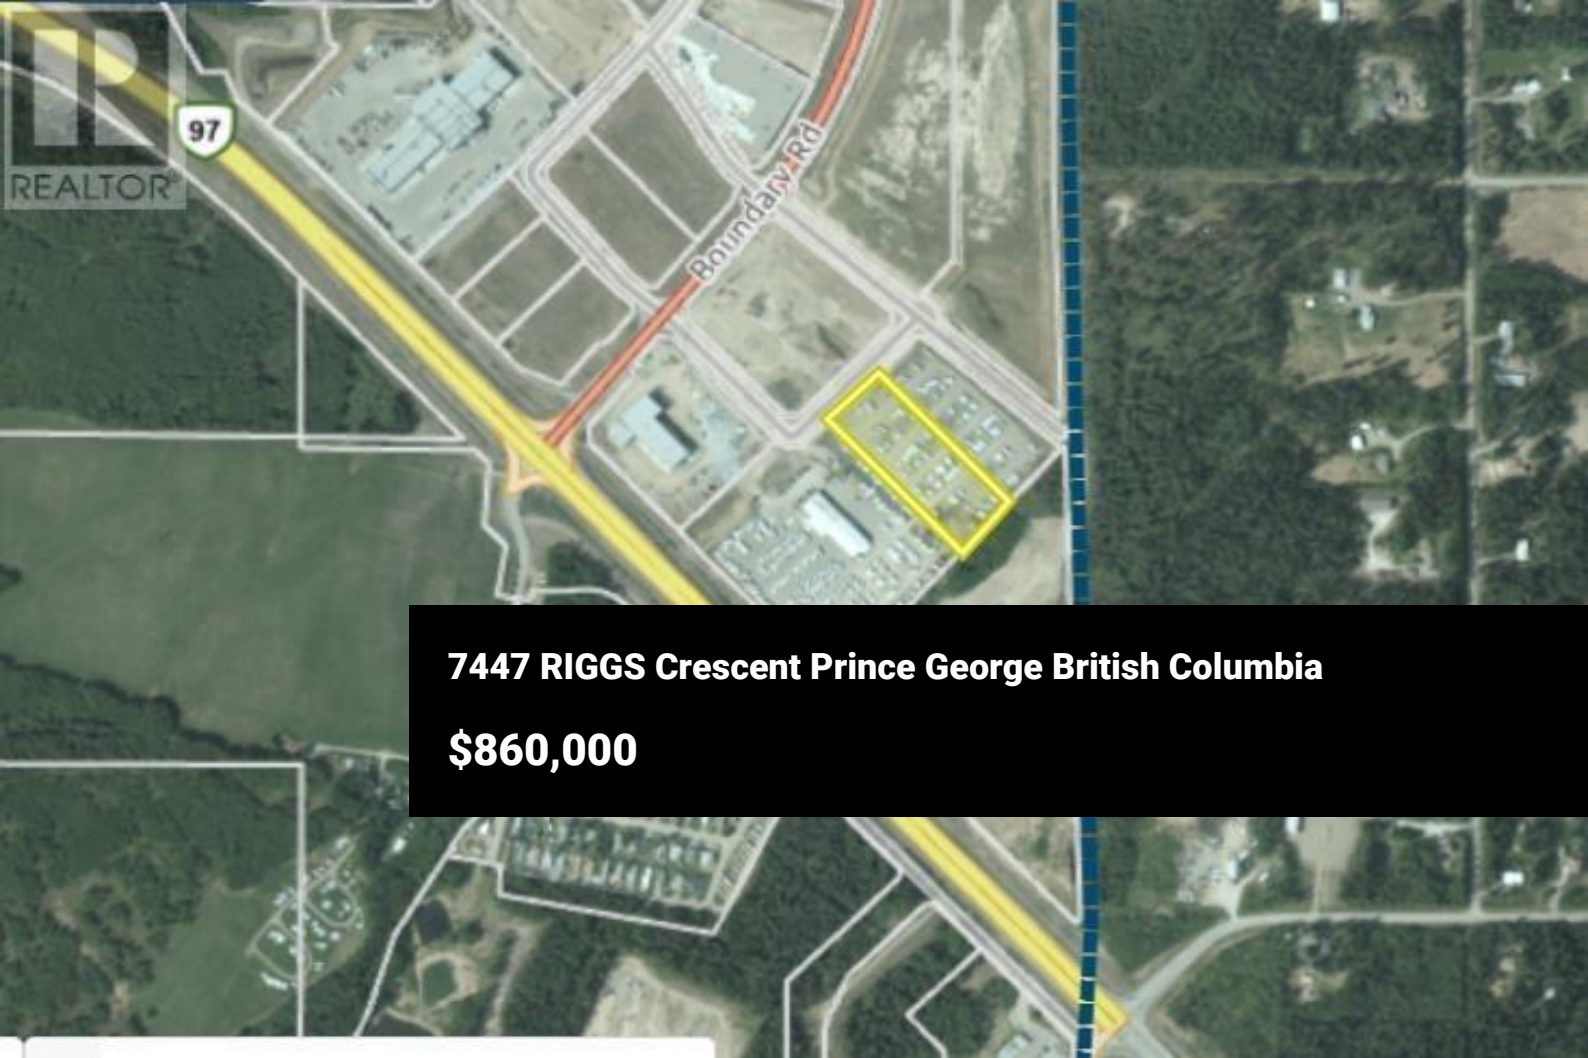 97
REALTOR
Boundary Rd
7447 RIGGS Crescent Prince George British Columbia
$860,000